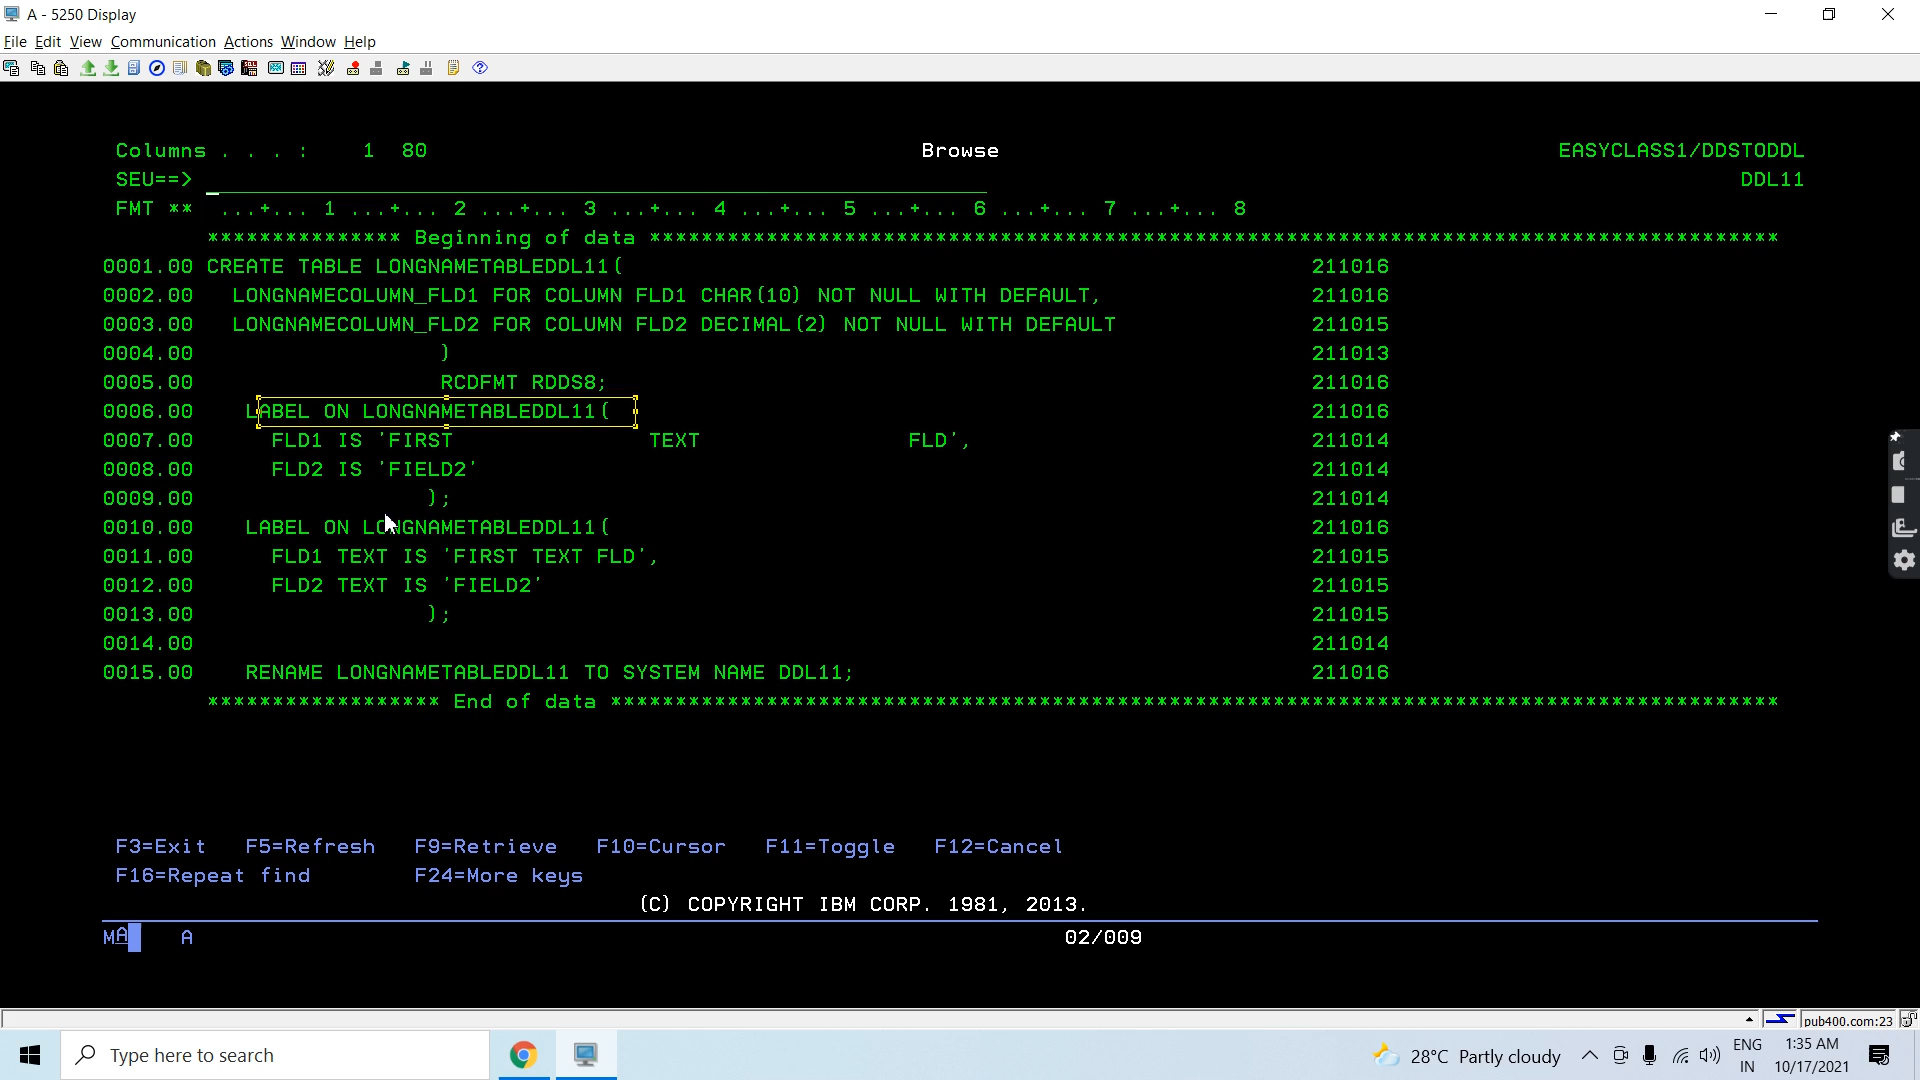 A - 5250 Display
File Edit View Communication Actions Window Help
Columns . . . :    1  80                                      Browse                                           EASYCLASS1/DDSTODDL
SEU==>                                                                                                                       DDL11
FMT **  ...+... 1 ...+... 2 ...+... 3 ...+... 4 ...+... 5 ...+... 6 ...+... 7 ...+... 8
*************** Beginning of data ***************************************************************************************
0001.00 CREATE TABLE LONGNAMETABLEDDL11(                                                     211016
0002.00   LONGNAMECOLUMN_FLD1 FOR COLUMN FLD1 CHAR(10) NOT NULL WITH DEFAULT,                211016
0003.00   LONGNAMECOLUMN_FLD2 FOR COLUMN FLD2 DECIMAL(2) NOT NULL WITH DEFAULT               211015
0004.00                   )                                                                  211013
0005.00                   RCDFMT RDDS8;                                                      211016
0006.00    LABEL ON LONGNAMETABLEDDL11(                                                      211016
0007.00      FLD1 IS 'FIRST               TEXT                FLD',                          211014
0008.00      FLD2 IS 'FIELD2'                                                                211014
0009.00                  );                                                                  211014
0010.00    LABEL ON LONGNAMETABLEDDL11(                                                      211016
0011.00      FLD1 TEXT IS 'FIRST TEXT FLD',                                                  211015
0012.00      FLD2 TEXT IS 'FIELD2'                                                           211015
0013.00                  );                                                                  211015
0014.00                                                                                      211014
0015.00    RENAME LONGNAMETABLEDDL11 TO SYSTEM NAME DDL11;                                   211016
****************** End of data ******************************************************************************************
F3=Exit   F5=Refresh   F9=Retrieve   F10=Cursor   F11=Toggle   F12=Cancel
F16=Repeat find        F24=More keys
(C) COPYRIGHT IBM CORP. 1981, 2013.
MA    A    02/009
pub400.com:23
Type here to search
28°C Partly cloudy
ENG
IN
1:35 AM
10/17/2021